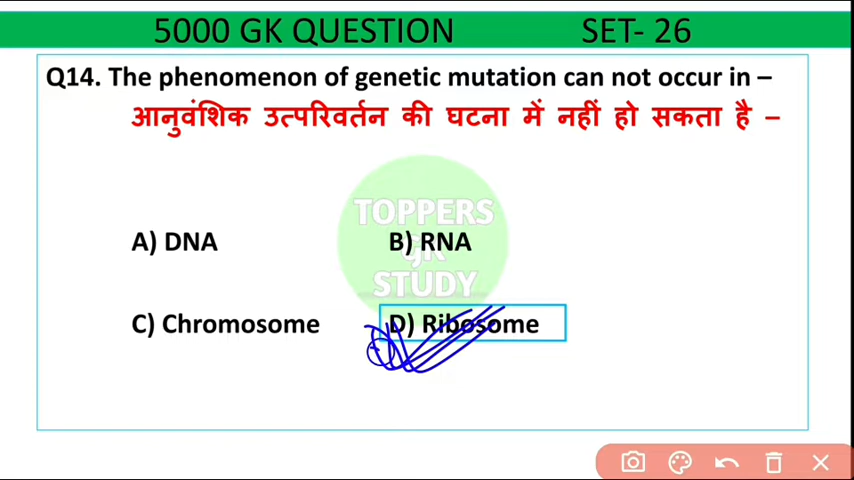 5000 GK QUESTION SET- 26
Q14. The phenomenon of genetic mutation can not occur in –
आनुवंशिक उत्परिवर्तन की घटना में नहीं हो सकता है –
TOPPERS
GK
STUDY
A) DNA B) RNA
C) Chromosome D) Ribosome